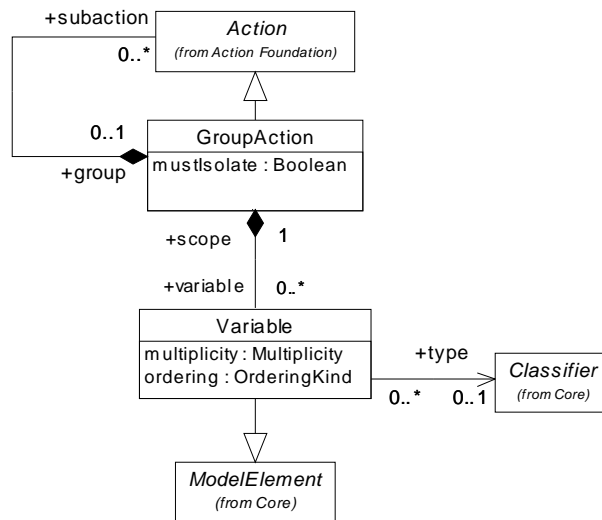 +subaction
Action
(from Action Foundation)
0..*
0..1
GroupAction
mustIsolate : Boolean
+group
+scope
1
+variable
0..*
Variable
multiplicity : Multiplicity
ordering : OrderingKind
+type
Classifier
(from Core)
0..*
0..1
ModelElement
(from Core)